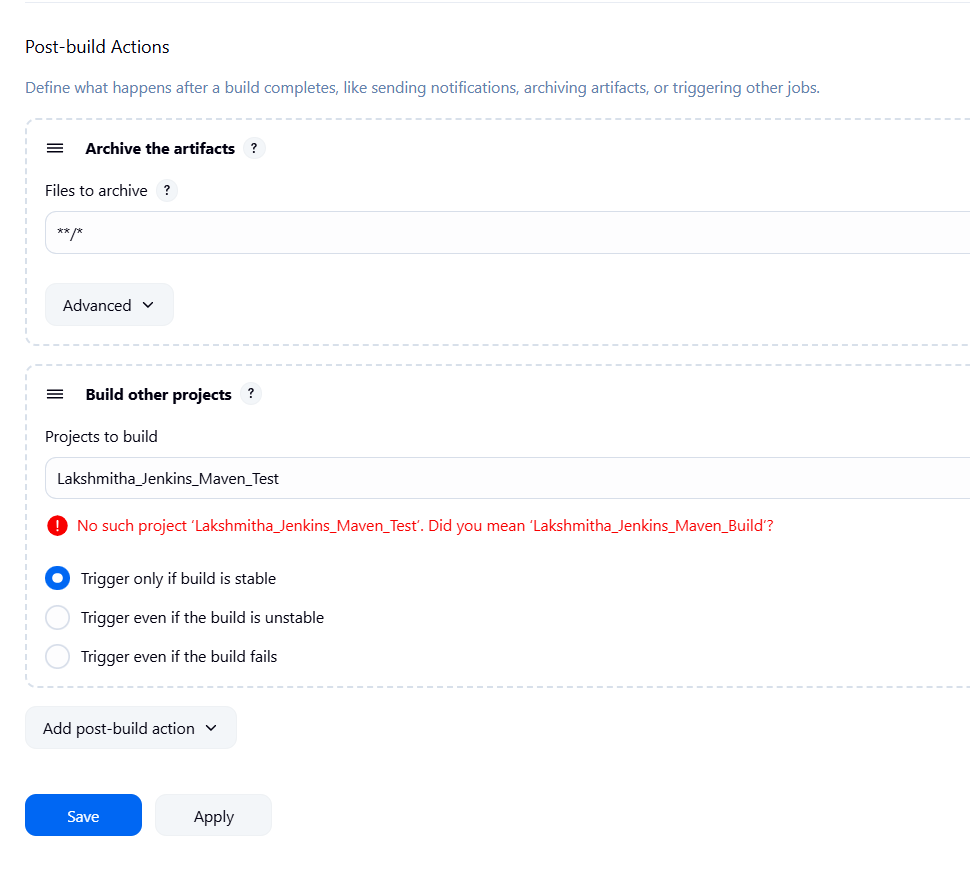 Post-build Actions
Define what happens after a build completes, like sending notifications, archiving artifacts, or triggering other jobs.
Archive the artifacts ?
Files to archive ?
**/*
Advanced
Build other projects ?
Projects to build
Lakshmitha_Jenkins_Maven_Test
No such project ‘Lakshmitha_Jenkins_Maven_Test’. Did you mean ‘Lakshmitha_Jenkins_Maven_Build’?
Trigger only if build is stable
Trigger even if the build is unstable
Trigger even if the build fails
Add post-build action
Save Apply